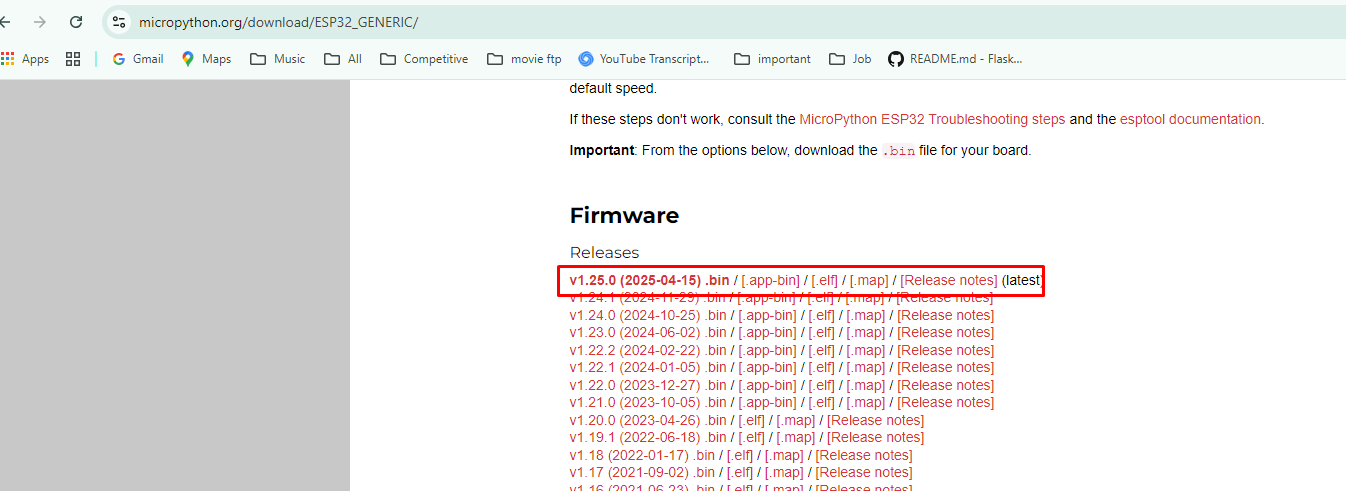 micropython.org/download/ESP32_GENERIC/
Apps Gmail Maps Music All Competitive movie ftp YouTube Transcript... important Job README.md - Flask...
default speed.
If these steps don't work, consult the MicroPython ESP32 Troubleshooting steps and the esptool documentation.
Important: From the options below, download the .bin file for your board.
Firmware
Releases
v1.25.0 (2025-04-15) .bin / [.app-bin] / [.elf] / [.map] / [Release notes] (latest)
v1.24.1 (2024-11-29) .bin / [.app-bin] / [.elf] / [.map] / [Release notes]
v1.24.0 (2024-10-25) .bin / [.app-bin] / [.elf] / [.map] / [Release notes]
v1.23.0 (2024-06-02) .bin / [.app-bin] / [.elf] / [.map] / [Release notes]
v1.22.2 (2024-02-22) .bin / [.app-bin] / [.elf] / [.map] / [Release notes]
v1.22.1 (2024-01-05) .bin / [.app-bin] / [.elf] / [.map] / [Release notes]
v1.22.0 (2023-12-27) .bin / [.app-bin] / [.elf] / [.map] / [Release notes]
v1.21.0 (2023-10-05) .bin / [.app-bin] / [.elf] / [.map] / [Release notes]
v1.20.0 (2023-04-26) .bin / [.elf] / [.map] / [Release notes]
v1.19.1 (2022-06-18) .bin / [.elf] / [.map] / [Release notes]
v1.18 (2022-01-17) .bin / [.elf] / [.map] / [Release notes]
v1.17 (2021-09-02) .bin / [.elf] / [.map] / [Release notes]
v1.16 (2021-06-23) .bin / [.elf] / [.map] / [Release notes]